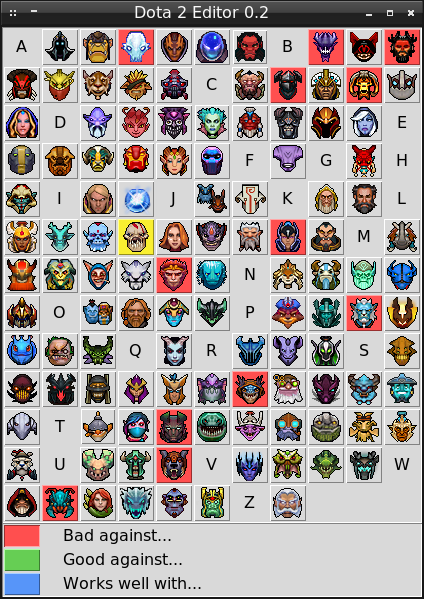 Dota 2 Editor 0.2
A B
C
D E
F G H
I J K L
M
N
O P
Q R S
T
U V W
Z
Bad against...
Good against...
Works well with...